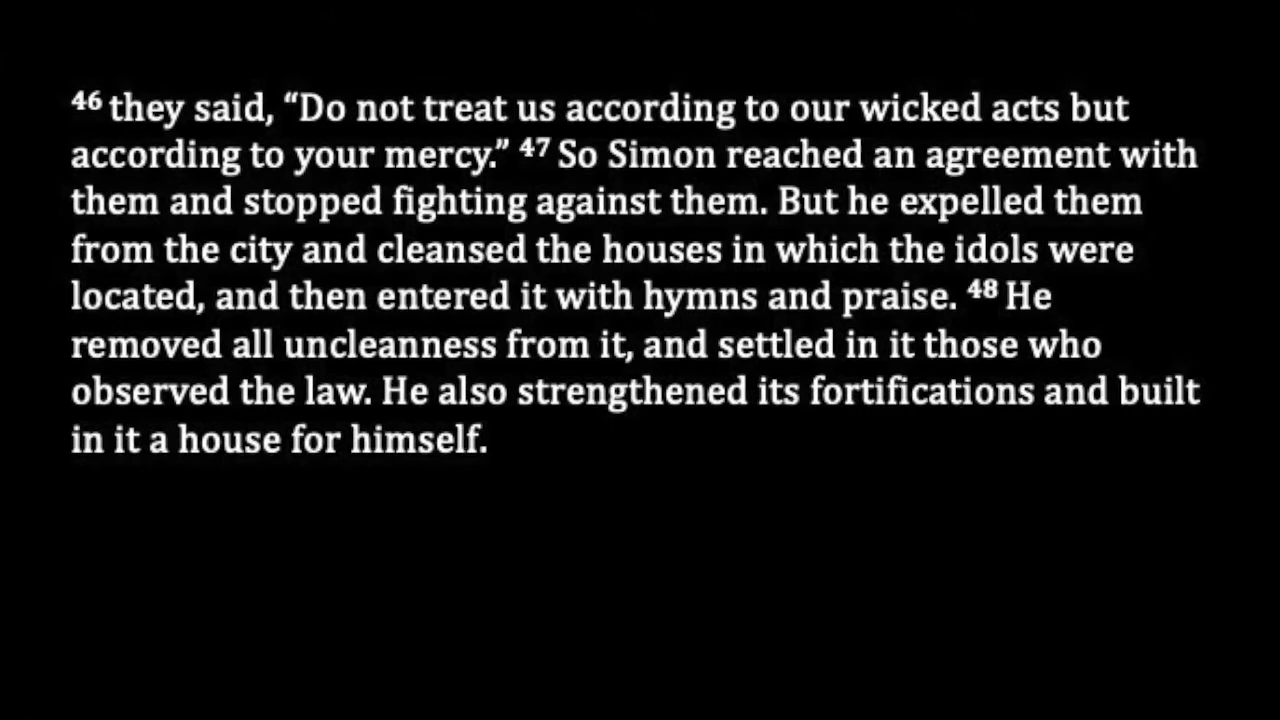 46 they said, “Do not treat us according to our wicked acts but
according to your mercy.” 47 So Simon reached an agreement with
them and stopped fighting against them. But he expelled them
from the city and cleansed the houses in which the idols were
located, and then entered it with hymns and praise. 48 He
removed all uncleanness from it, and settled in it those who
observed the law. He also strengthened its fortifications and built
in it a house for himself.